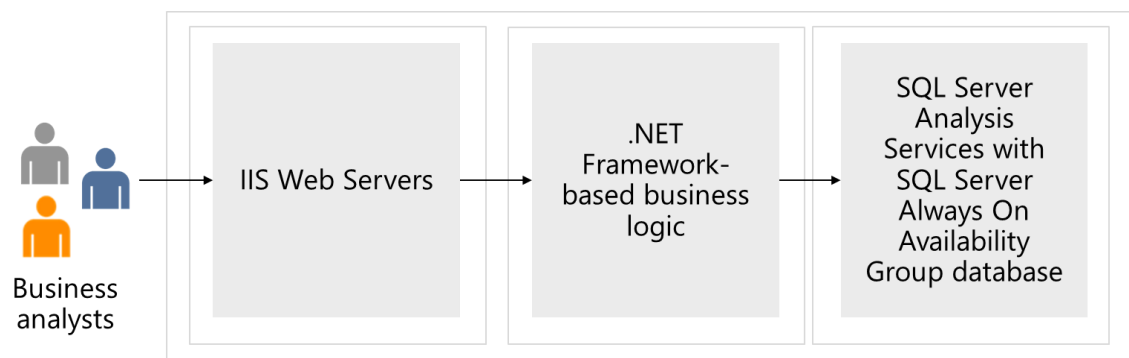 Business
analysts
IIS Web Servers
.NET
Framework-
based business
logic
SQL Server
Analysis
Services with
SQL Server
Always On
Availability
Group database